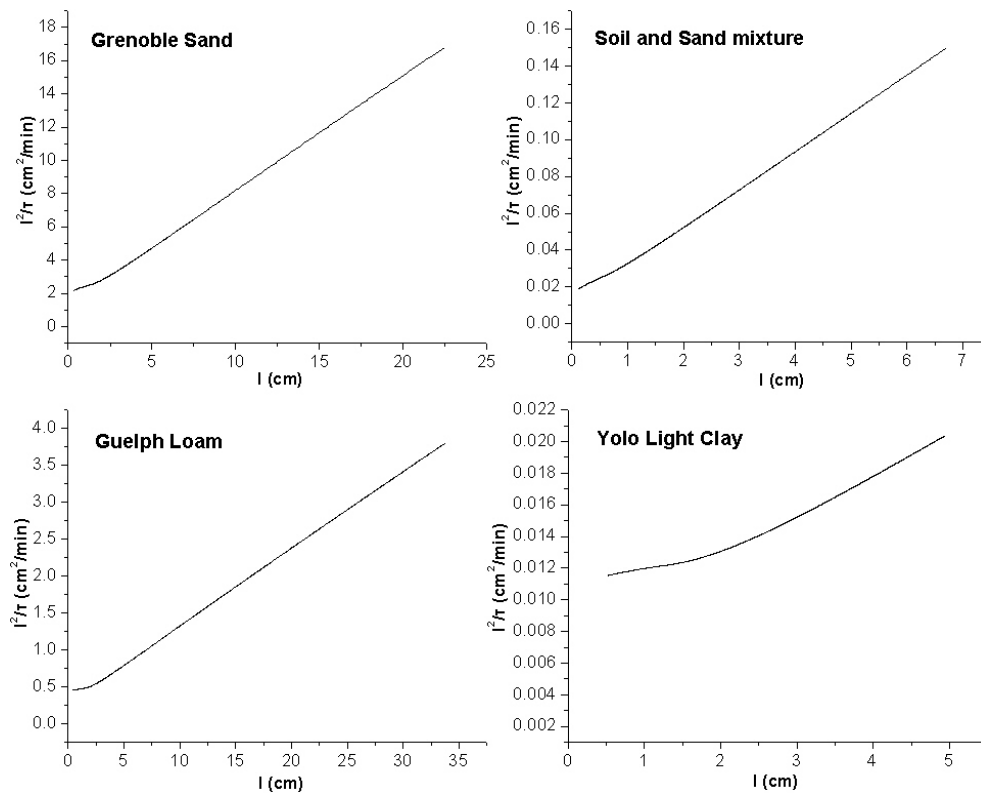 Grenoble Sand
18
16
14
12
10
8
6
4
2
0
I²/τ (cm²/min)
0 5 10 15 20 25
I (cm)
Soil and Sand mixture
0.16
0.14
0.12
0.10
0.08
0.06
0.04
0.02
0.00
I²/τ (cm²/min)
0 1 2 3 4 5 6 7
I (cm)
Guelph Loam
4.0
3.5
3.0
2.5
2.0
1.5
1.0
0.5
0.0
I²/τ (cm²/min)
0 5 10 15 20 25 30 35
I (cm)
Yolo Light Clay
0.022
0.020
0.018
0.016
0.014
0.012
0.010
0.008
0.006
0.004
0.002
I²/τ (cm²/min)
0 1 2 3 4 5
I (cm)